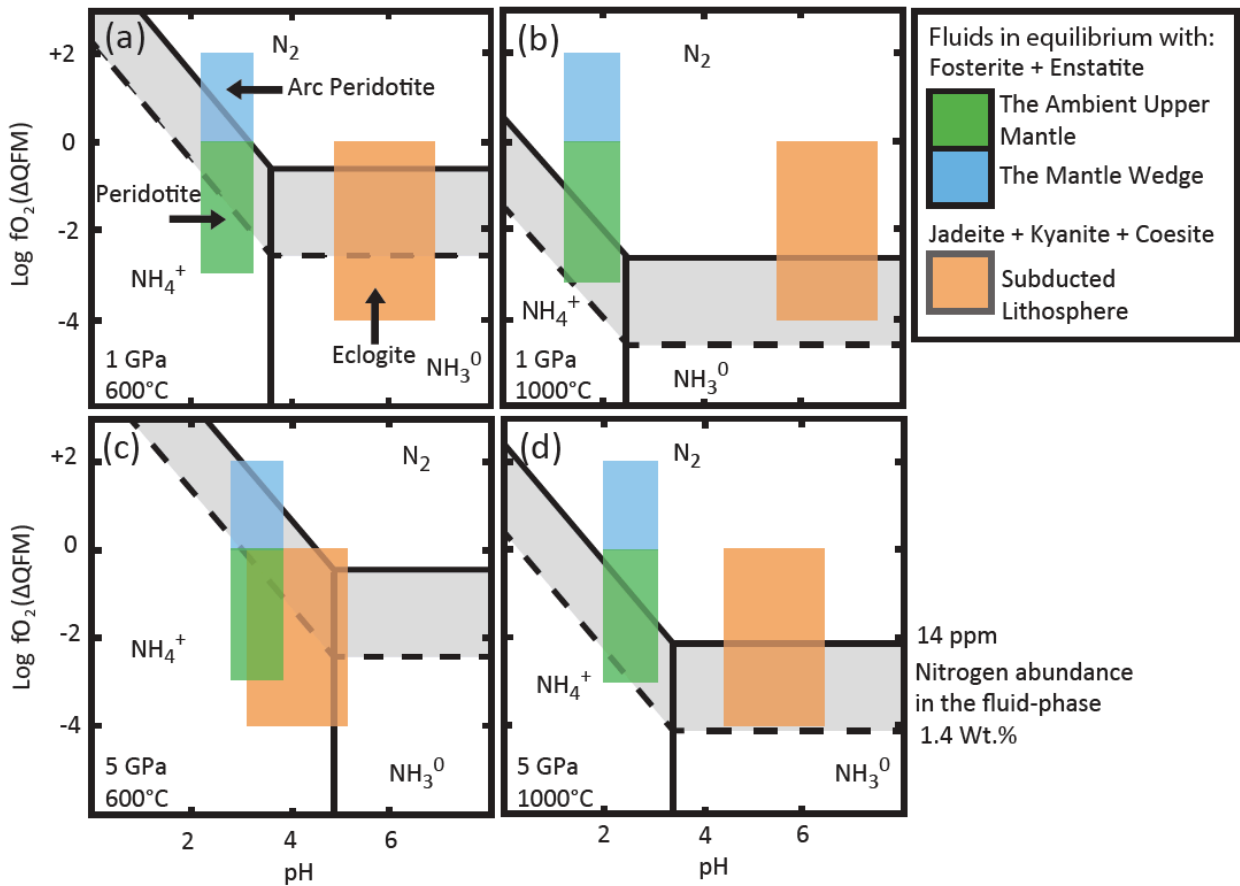 (a)
N₂
+2
0
-2
-4
Log fO₂ (ΔQFM)
Arc Peridotite
Peridotite
NH₄⁺
Eclogite
NH₃⁰
1 GPa
600°C
(b)
N₂
NH₄⁺
NH₃⁰
1 GPa
1000°C
Fluids in equilibrium with:
Fosterite + Enstatite
The Ambient Upper
Mantle
The Mantle Wedge
Jadeite + Kyanite + Coesite
Subducted
Lithosphere
(c)
N₂
+2
0
-2
-4
Log fO₂ (ΔQFM)
NH₄⁺
NH₃⁰
5 GPa
600°C
2 4 6
pH
(d)
N₂
NH₄⁺
NH₃⁰
5 GPa
1000°C
2 4 6
pH
14 ppm
Nitrogen abundance
in the fluid-phase
1.4 Wt.%